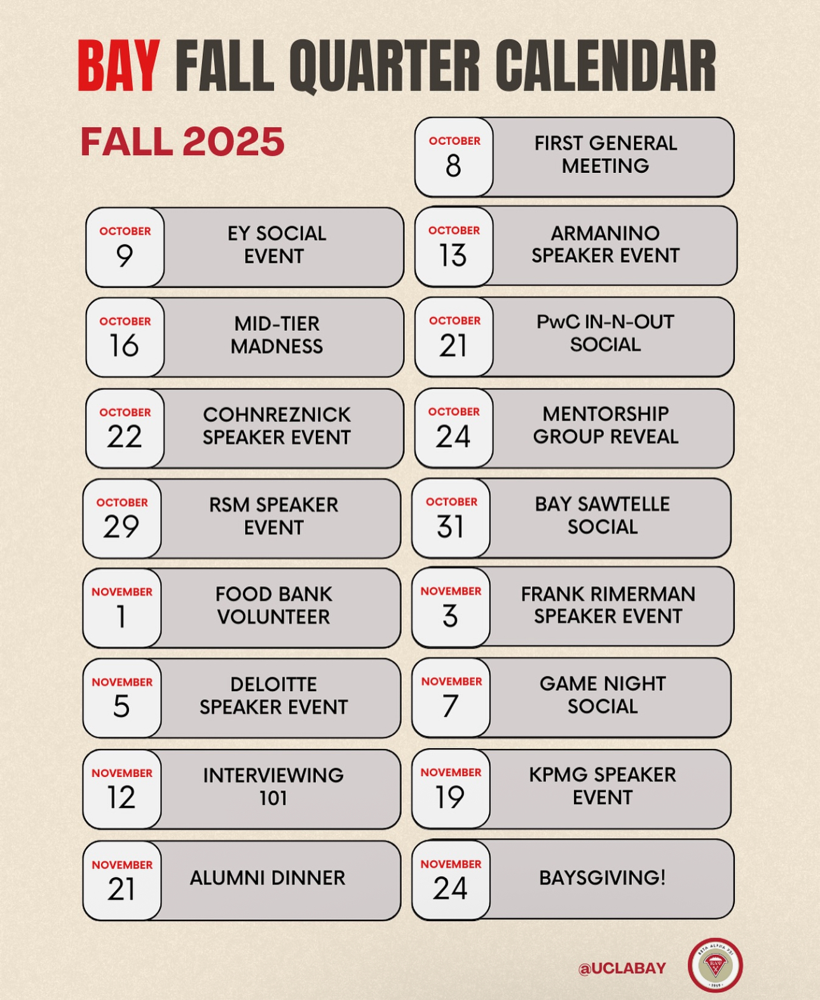 BAY FALL QUARTER CALENDAR
FALL 2025
OCTOBER
8
FIRST GENERAL
MEETING
OCTOBER
9
EY SOCIAL
EVENT
OCTOBER
13
ARMANINO
SPEAKER EVENT
OCTOBER
16
MID-TIER
MADNESS
OCTOBER
21
PwC IN-N-OUT
SOCIAL
OCTOBER
22
COHNREZNICK
SPEAKER EVENT
OCTOBER
24
MENTORSHIP
GROUP REVEAL
OCTOBER
29
RSM SPEAKER
EVENT
OCTOBER
31
BAY SAWTELLE
SOCIAL
NOVEMBER
1
FOOD BANK
VOLUNTEER
NOVEMBER
3
FRANK RIMERMAN
SPEAKER EVENT
NOVEMBER
5
DELOITTE
SPEAKER EVENT
NOVEMBER
7
GAME NIGHT
SOCIAL
NOVEMBER
12
INTERVIEWING
101
NOVEMBER
19
KPMG SPEAKER
EVENT
NOVEMBER
21
ALUMNI DINNER
NOVEMBER
24
BAYSGIVING!
@UCLABAY
BETA ALPHA PSI
ΒΑΨ